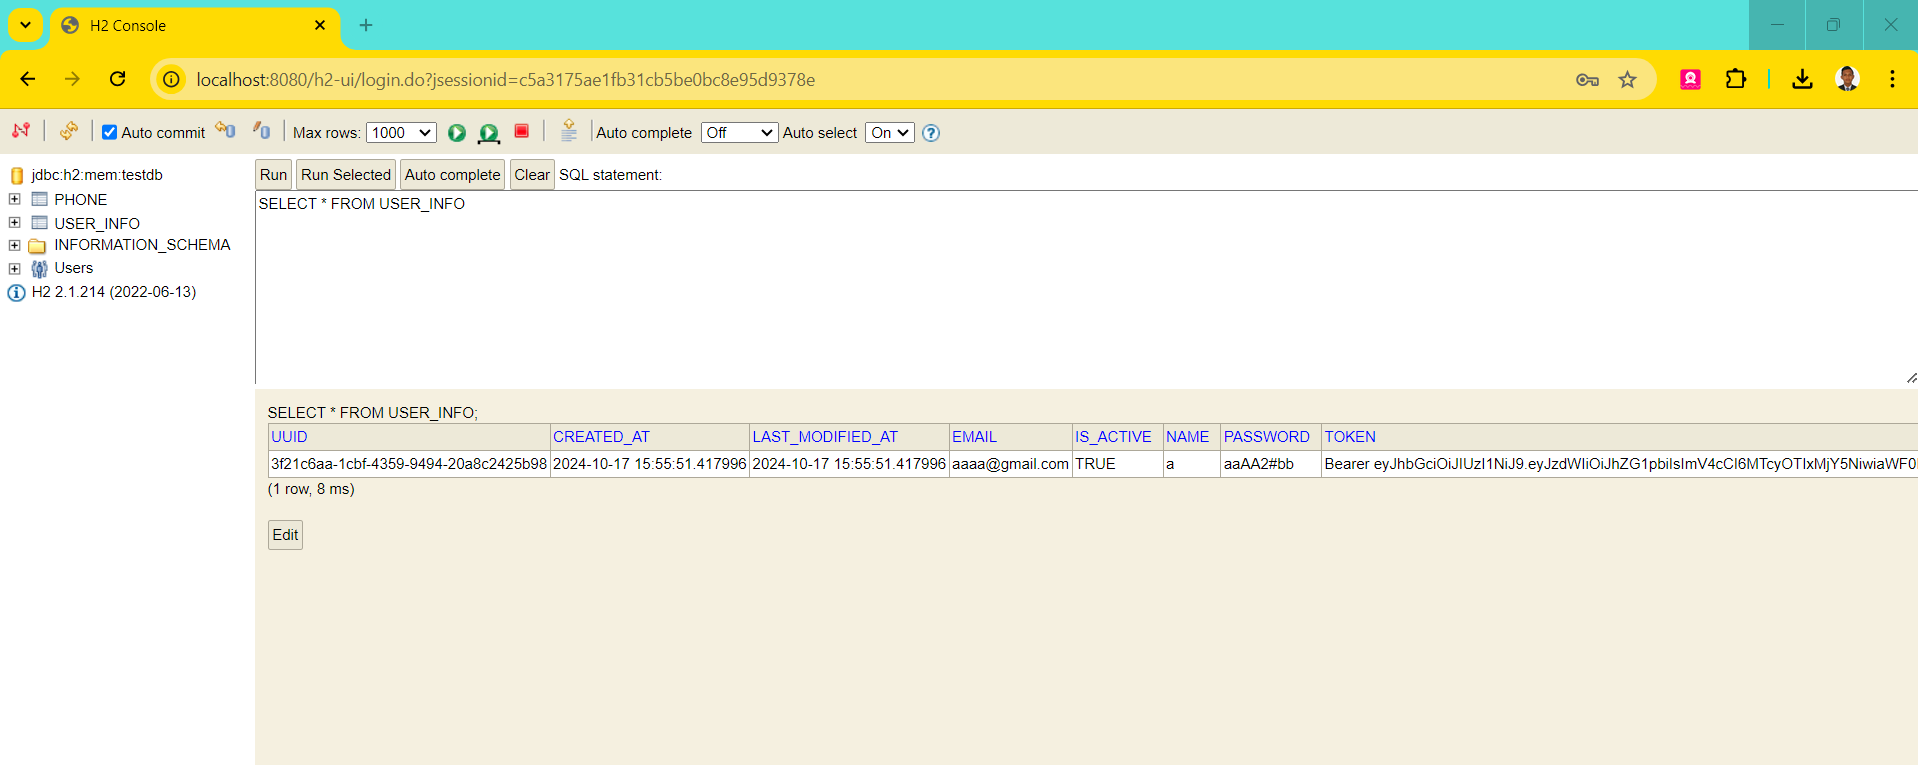 H2 Console
localhost:8080/h2-ui/login.do?jsessionid=c5a3175ae1fb31cb5be0bc8e95d9378e
Auto commit Max rows: 1000 Auto complete Off Auto select On ?
jdbc:h2:mem:testdb
PHONE
USER_INFO
INFORMATION_SCHEMA
Users
H2 2.1.214 (2022-06-13)
Run Run Selected Auto complete Clear SQL statement:
SELECT * FROM USER_INFO
SELECT * FROM USER_INFO;
UUID CREATED_AT LAST_MODIFIED_AT EMAIL IS_ACTIVE NAME PASSWORD TOKEN
3f21c6aa-1cbf-4359-9494-20a8c2425b98 2024-10-17 15:55:51.417996 2024-10-17 15:55:51.417996 aaaa@gmail.com TRUE a aaAA2#bb Bearer eyJhbGciOiJIUzI1NiJ9.eyJzdWIiOiJhZG1pbiIsImV4cCI6MTcyOTIxMjY5NiwiaWF0I
(1 row, 8 ms)
Edit